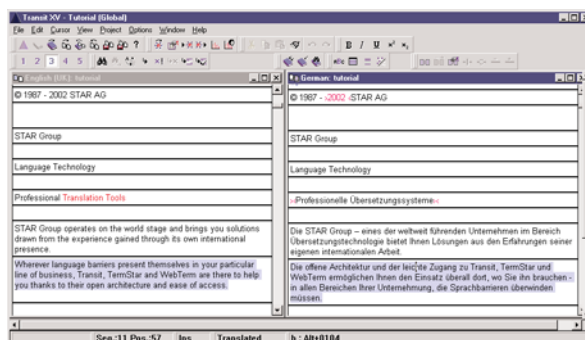 Transit XV - Tutorial (Global)
File Edit Cursor View Project Options Window Help
B I U x² x₂
1 2 3 4 5
English (UK): tutorial
© 1987 - 2002 STAR AG
STAR Group
Language Technology
Professional Translation Tools
STAR Group operates on the world stage and brings you solutions
drawn from the experience gained through its own international
presence.
Wherever language barriers present themselves in your particular
line of business, Transit, TermStar and WebTerm are there to help
you thanks to their open architecture and ease of access.
German: tutorial
© 1987 - ›2002 ‹STAR AG
STAR Group
Language Technology
››Professionelle Übersetzungssysteme‹‹
Die STAR Group – eines der weltweit führenden Unternehmen im Bereich
Übersetzungstechnologie bietet Ihnen Lösungen aus den Erfahrungen seiner
eigenen internationalen Arbeit.
Die offene Architektur und der leichte Zugang zu Transit, TermStar und
WebTerm ermöglichen Ihnen den Einsatz überall dort, wo Sie ihn brauchen -
in allen Bereichen Ihrer Unternehmung, die Sprachbarrieren überwinden
müssen.
Seg.:11 Pos.:57 Ins Translated h : Alt+0104